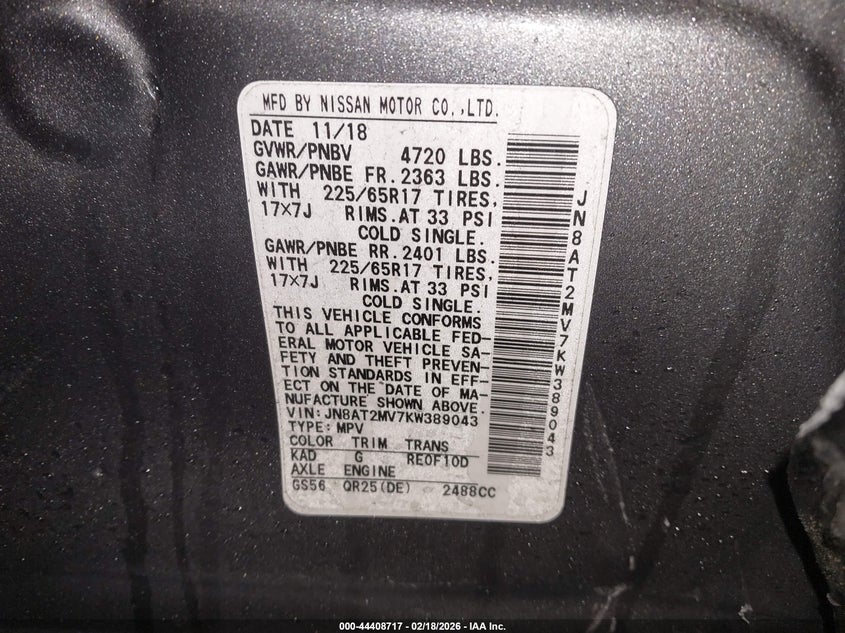 MFD BY NISSAN MOTOR CO.,LTD.
DATE 11/18
GVWR/PNBV 4720 LBS.
GAWR/PNBE FR.2363 LBS.
WITH 225/65R17 TIRES,
17×7J RIMS.AT 33 PSI
COLD SINGLE.
GAWR/PNBE RR.2401 LBS.
WITH 225/65R17 TIRES,
17×7J RIMS.AT 33 PSI
COLD SINGLE.
THIS VEHICLE CONFORMS
TO ALL APPLICABLE FED-
ERAL MOTOR VEHICLE SA-
FETY AND THEFT PREVEN-
TION STANDARDS IN EFF-
ECT ON THE DATE OF MA-
NUFACTURE SHOWN ABOVE.
VIN:JN8AT2MV7KW389043
TYPE:MPV
COLOR TRIM TRANS
KAD G RE0F10D
AXLE ENGINE
GS56 QR25(DE) 2488CC
JN8AT2MV7KW389043
000-44408717 - 02/18/2026 - IAA Inc.